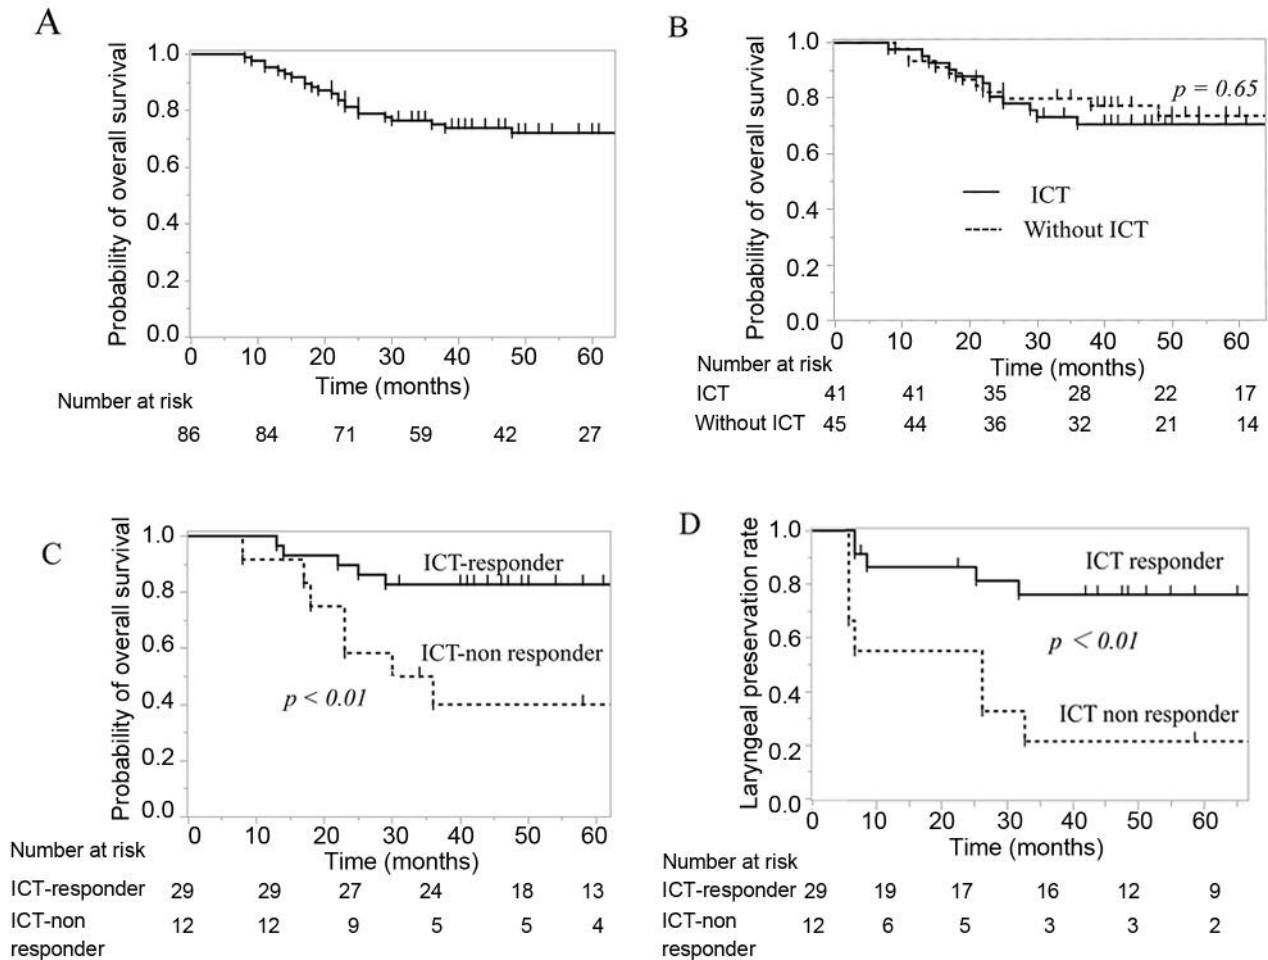 A
Probability of overall survival
1.0
0.8
0.6
0.4
0.2
0.0
0 10 20 30 40 50 60
Time (months)
Number at risk
86 84 71 59 42 27
B
Probability of overall survival
1.0
0.8
0.6
0.4
0.2
0.0
p = 0.65
ICT
Without ICT
0 10 20 30 40 50 60
Number at risk
Time (months)
ICT 41 41 35 28 22 17
Without ICT 45 44 36 32 21 14
C
Probability of overall survival
1.0
0.8
0.6
0.4
0.2
0.0
ICT-responder
ICT-non responder
p < 0.01
0 10 20 30 40 50 60
Time (months)
Number at risk
ICT-responder 29 29 27 24 18 13
ICT-non 12 12 9 5 5 4
responder
D
Laryngeal preservation rate
1.0
0.8
0.6
0.4
0.2
0.0
ICT responder
p < 0.01
ICT non responder
0 10 20 30 40 50 60
Time (months)
Number at risk
ICT-responder 29 19 17 16 12 9
ICT-non 12 6 5 3 3 2
responder